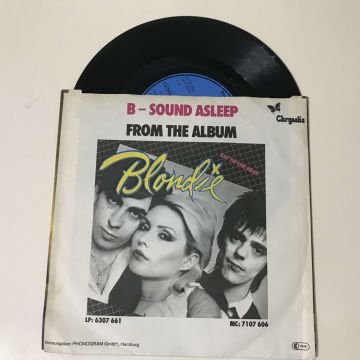 B – SOUND ASLEEP
Chrysalis
FROM THE ALBUM
EAT TO THE BEAT
Blondie
LP: 6307 661
MC: 7107 606
Herausgeber: PHONOGRAM GmbH., Hamburg